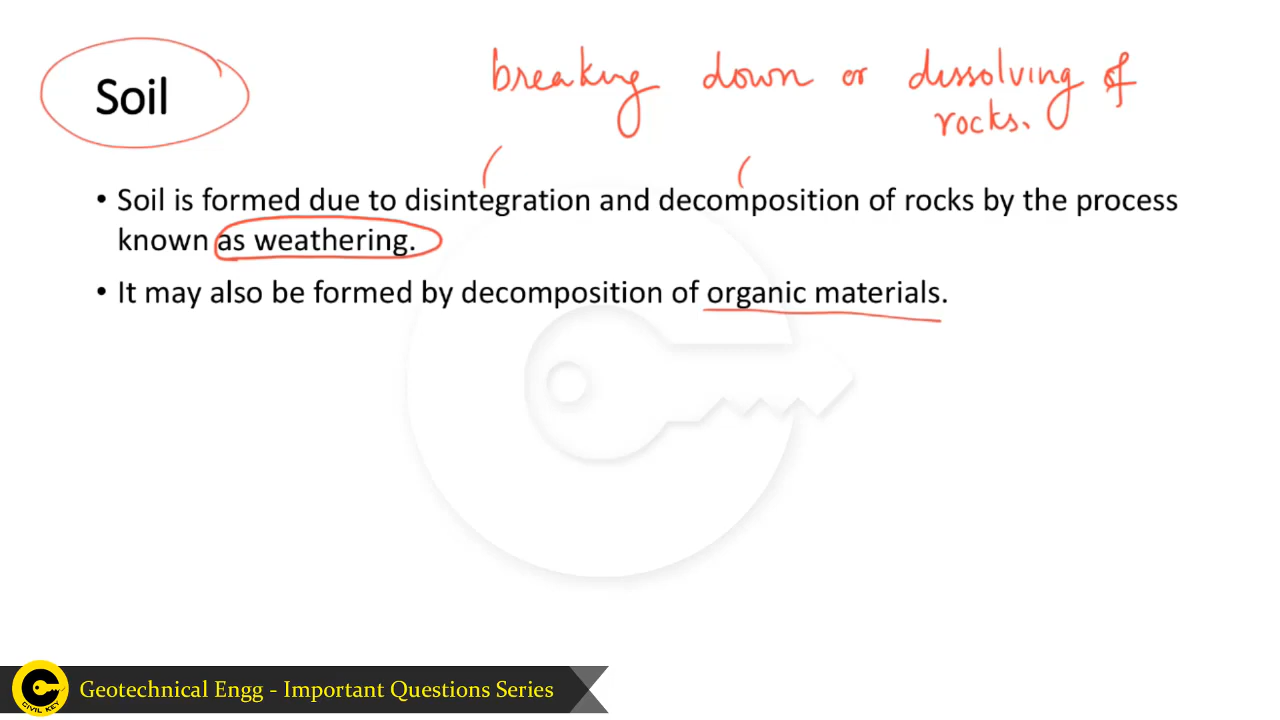 breaking down or dissolving of
rocks.
Soil
• Soil is formed due to disintegration and decomposition of rocks by the process
known as weathering.
• It may also be formed by decomposition of organic materials.
CIVIL KEY
Geotechnical Engg - Important Questions Series